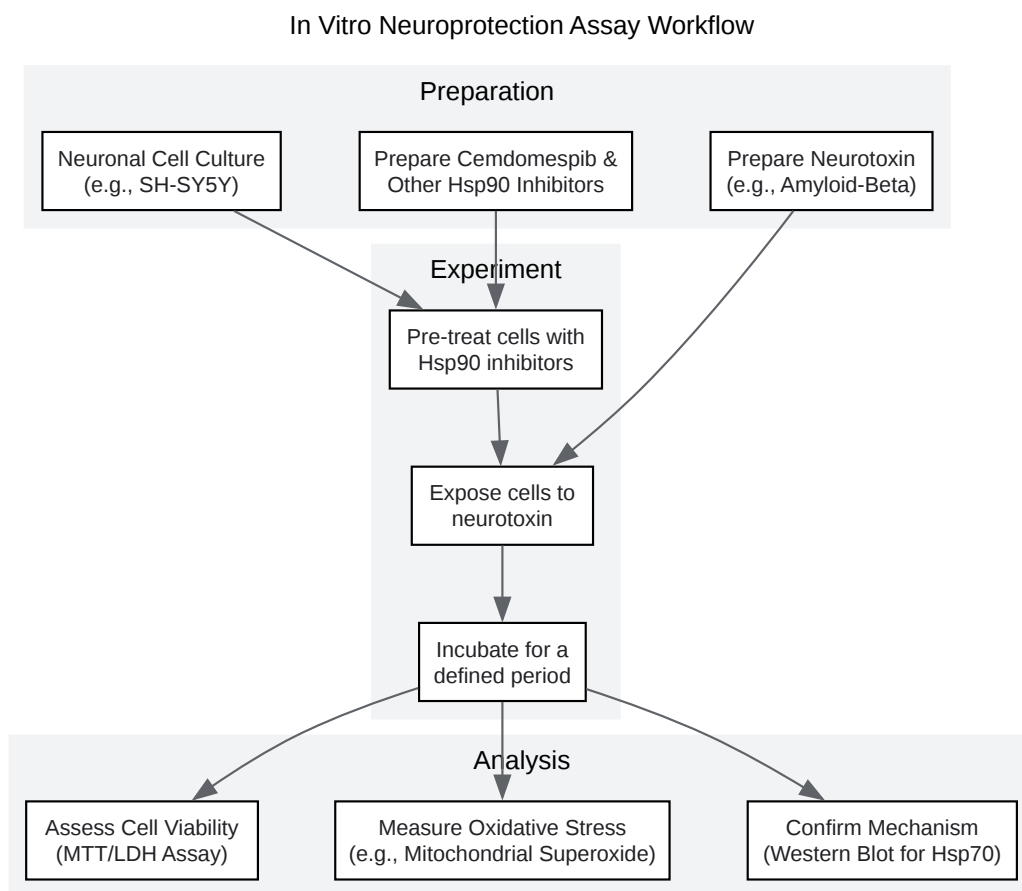 In Vitro Neuroprotection Assay Workflow
Preparation
Neuronal Cell Culture
(e.g., SH-SY5Y)
Prepare Cemdomespib &
Other Hsp90 Inhibitors
Prepare Neurotoxin
(e.g., Amyloid-Beta)
Experiment
Pre-treat cells with
Hsp90 inhibitors
Expose cells to
neurotoxin
Incubate for a
defined period
Analysis
Assess Cell Viability
(MTT/LDH Assay)
Measure Oxidative Stress
(e.g., Mitochondrial Superoxide)
Confirm Mechanism
(Western Blot for Hsp70)